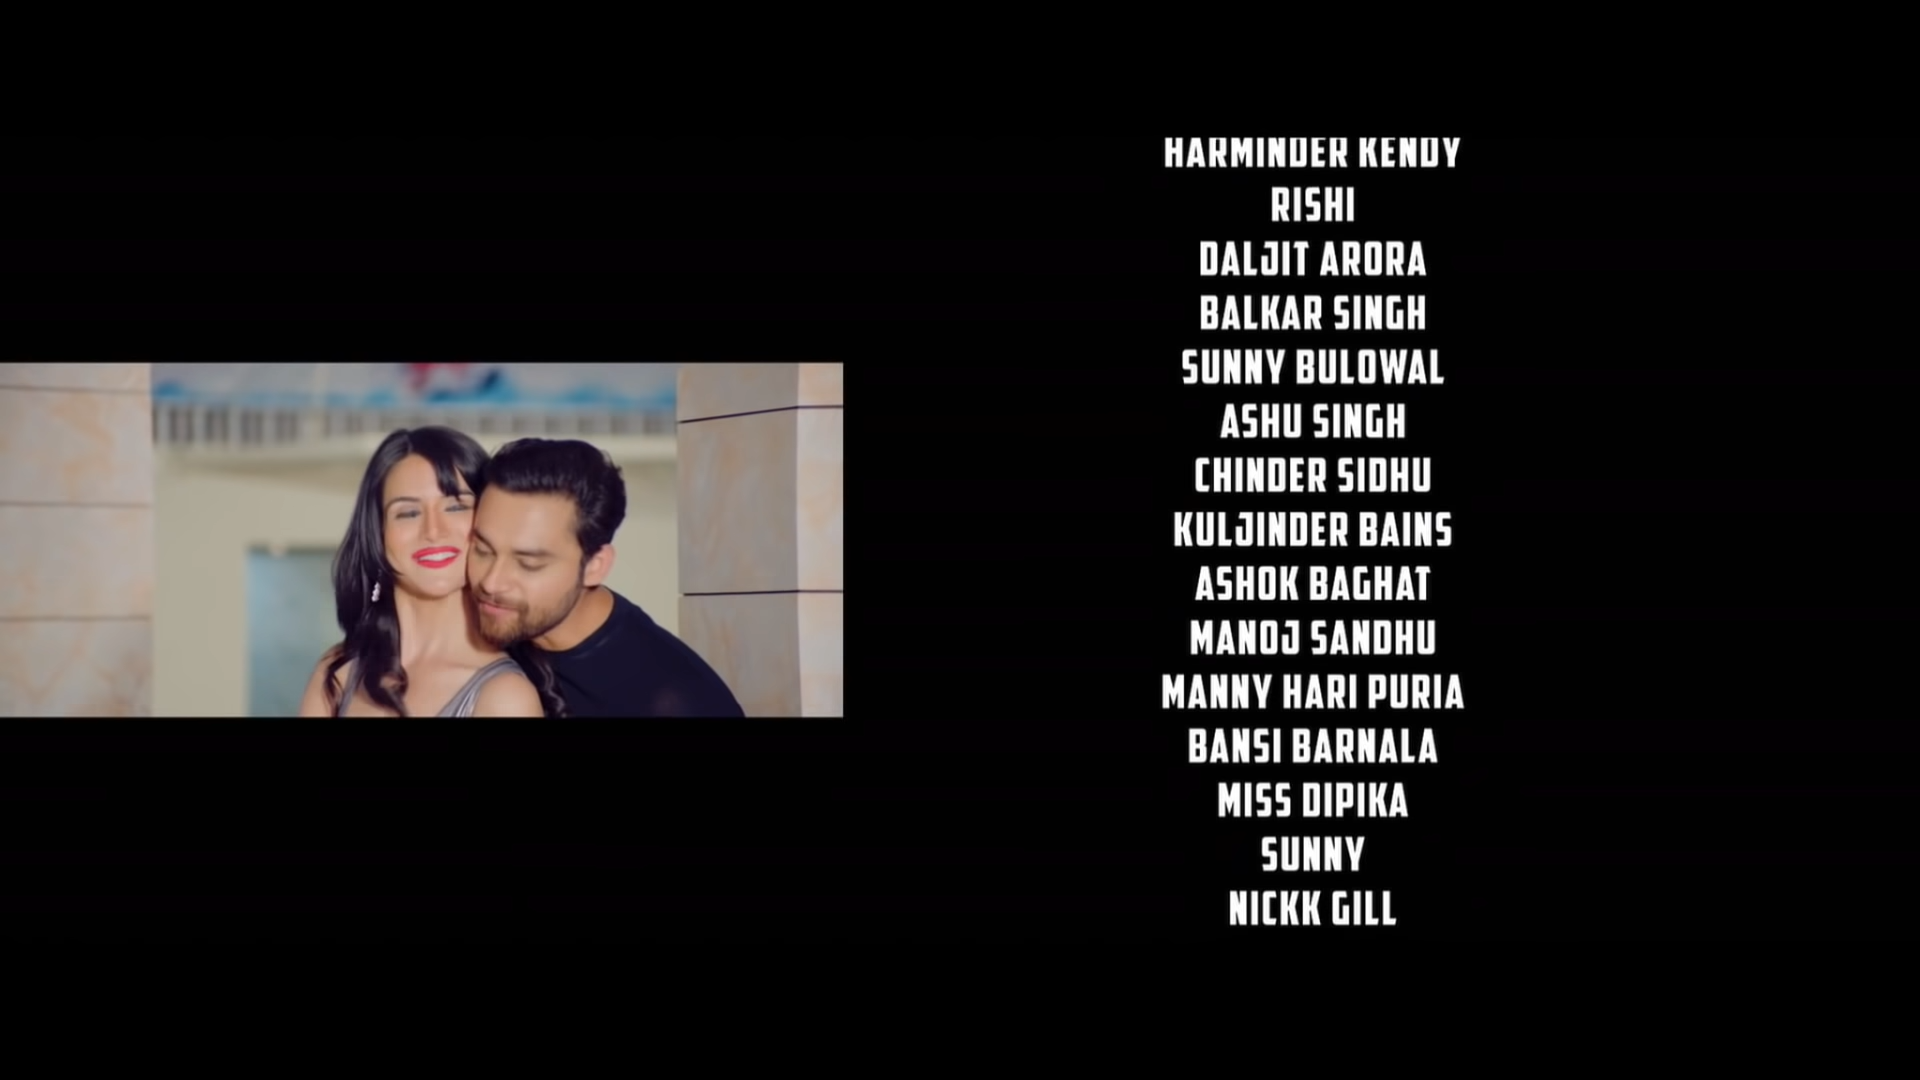 HARMINDER KENDY
RISHI
DALJIT ARORA
BALKAR SINGH
SUNNY BULOWAL
ASHU SINGH
CHINDER SIDHU
KULJINDER BAINS
ASHOK BAGHAT
MANOJ SANDHU
MANNY HARI PURIA
BANSI BARNALA
MISS DIPIKA
SUNNY
NICKK GILL